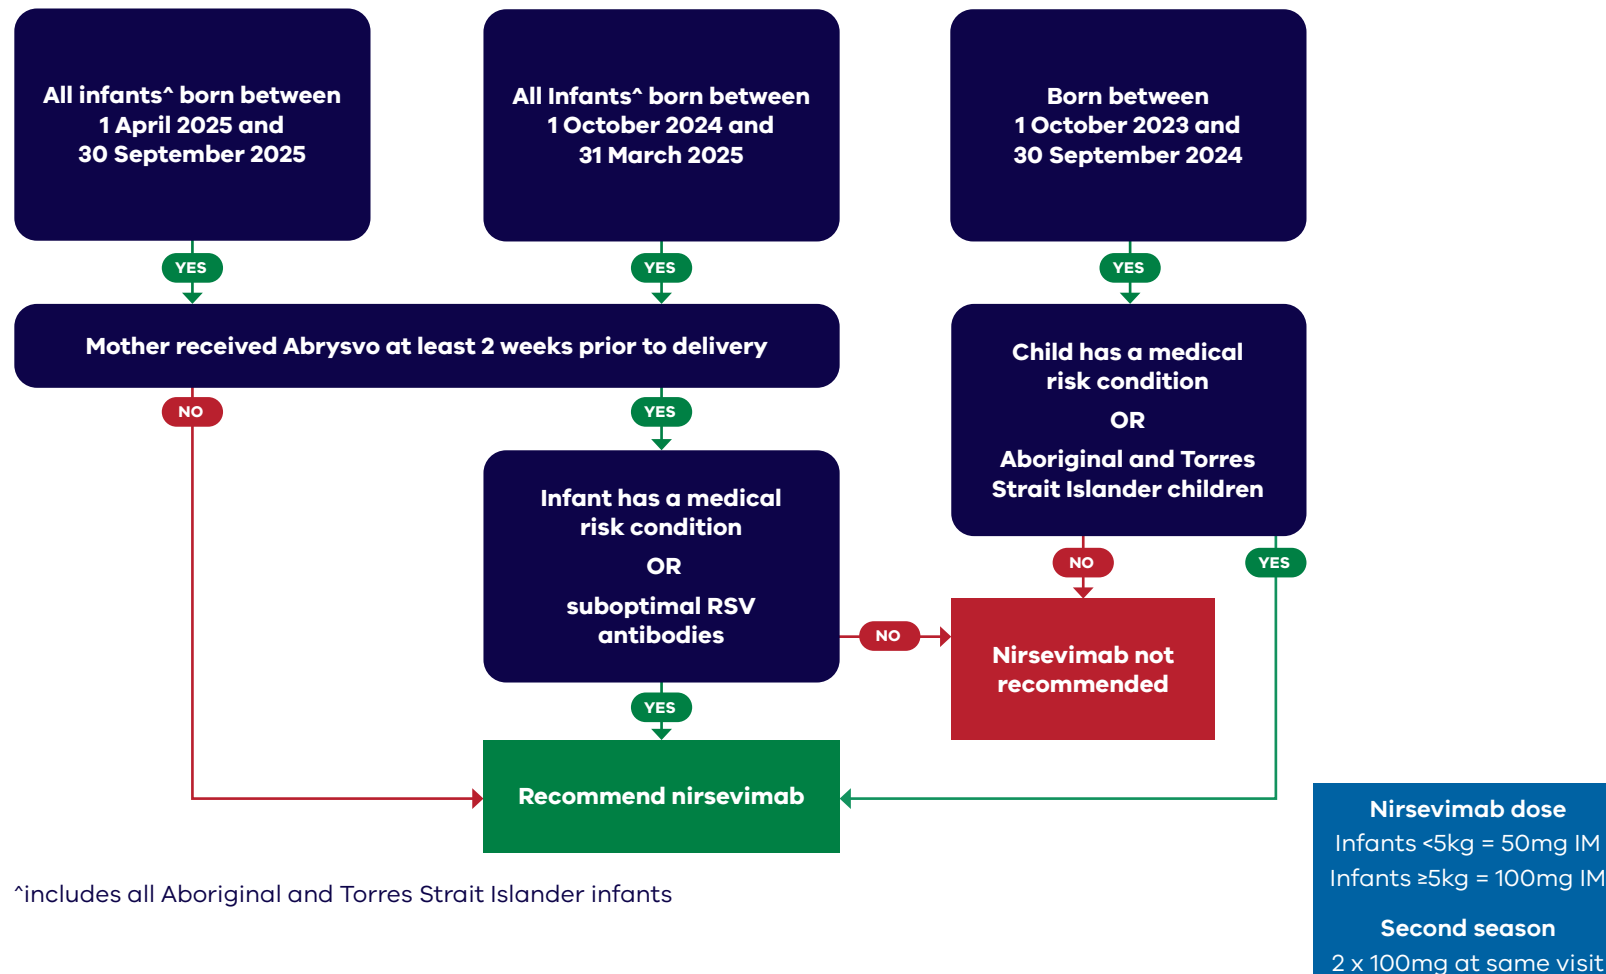 All infants^ born between
1 April 2025 and
30 September 2025
All Infants^ born between
1 October 2024 and
31 March 2025
Born between
1 October 2023 and
30 September 2024
YES
YES
YES
Mother received Abrysvo at least 2 weeks prior to delivery
Child has a medical
risk condition
OR
Aboriginal and Torres
Strait Islander children
NO
YES
Infant has a medical
risk condition
OR
suboptimal RSV
antibodies
NO
YES
NO
Nirsevimab not
recommended
YES
Recommend nirsevimab
Nirsevimab dose
Infants <5kg = 50mg IM
Infants ≥5kg = 100mg IM
Second season
2 x 100mg at same visit
^includes all Aboriginal and Torres Strait Islander infants